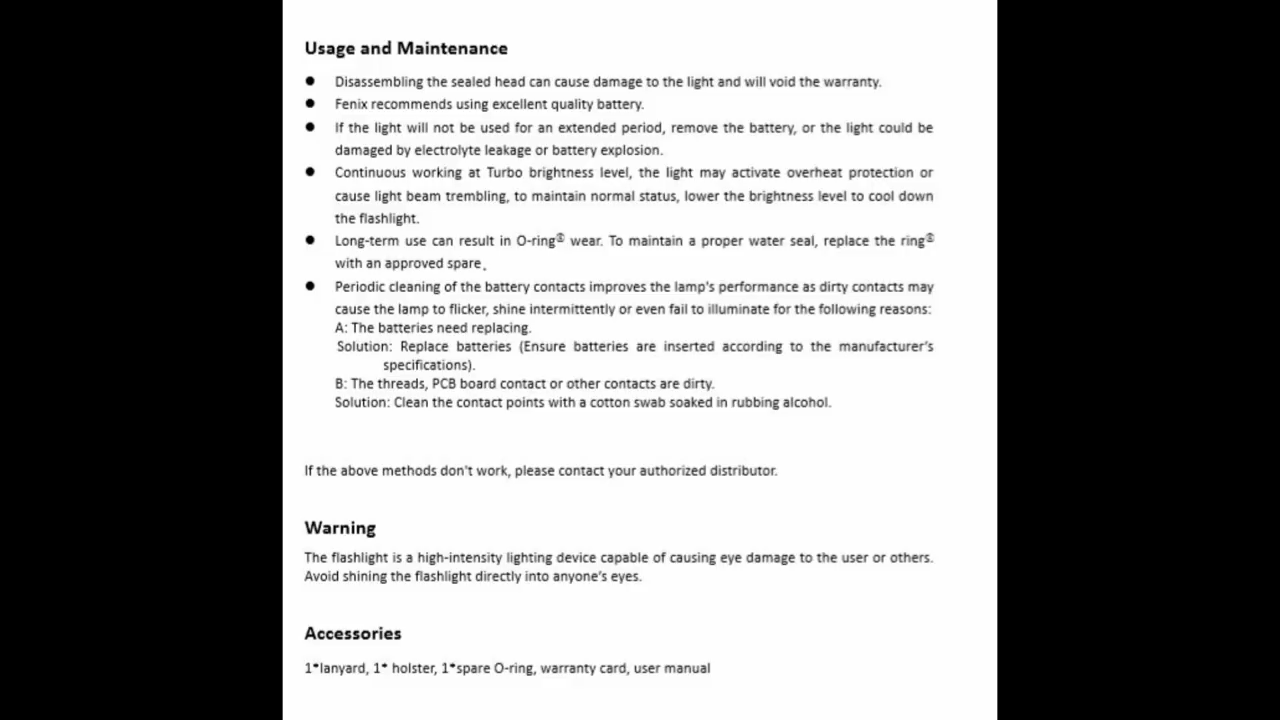 Usage and Maintenance
● Disassembling the sealed head can cause damage to the light and will void the warranty.
● Fenix recommends using excellent quality battery.
● If the light will not be used for an extended period, remove the battery, or the light could be
damaged by electrolyte leakage or battery explosion.
● Continuous working at Turbo brightness level, the light may activate overheat protection or
cause light beam trembling, to maintain normal status, lower the brightness level to cool down
the flashlight.
● Long-term use can result in O-ring® wear. To maintain a proper water seal, replace the ring®
with an approved spare.
● Periodic cleaning of the battery contacts improves the lamp's performance as dirty contacts may
cause the lamp to flicker, shine intermittently or even fail to illuminate for the following reasons:
A: The batteries need replacing.
Solution: Replace batteries (Ensure batteries are inserted according to the manufacturer's
specifications).
B: The threads, PCB board contact or other contacts are dirty.
Solution: Clean the contact points with a cotton swab soaked in rubbing alcohol.
If the above methods don't work, please contact your authorized distributor.
Warning
The flashlight is a high-intensity lighting device capable of causing eye damage to the user or others.
Avoid shining the flashlight directly into anyone's eyes.
Accessories
1*lanyard, 1* holster, 1*spare O-ring, warranty card, user manual